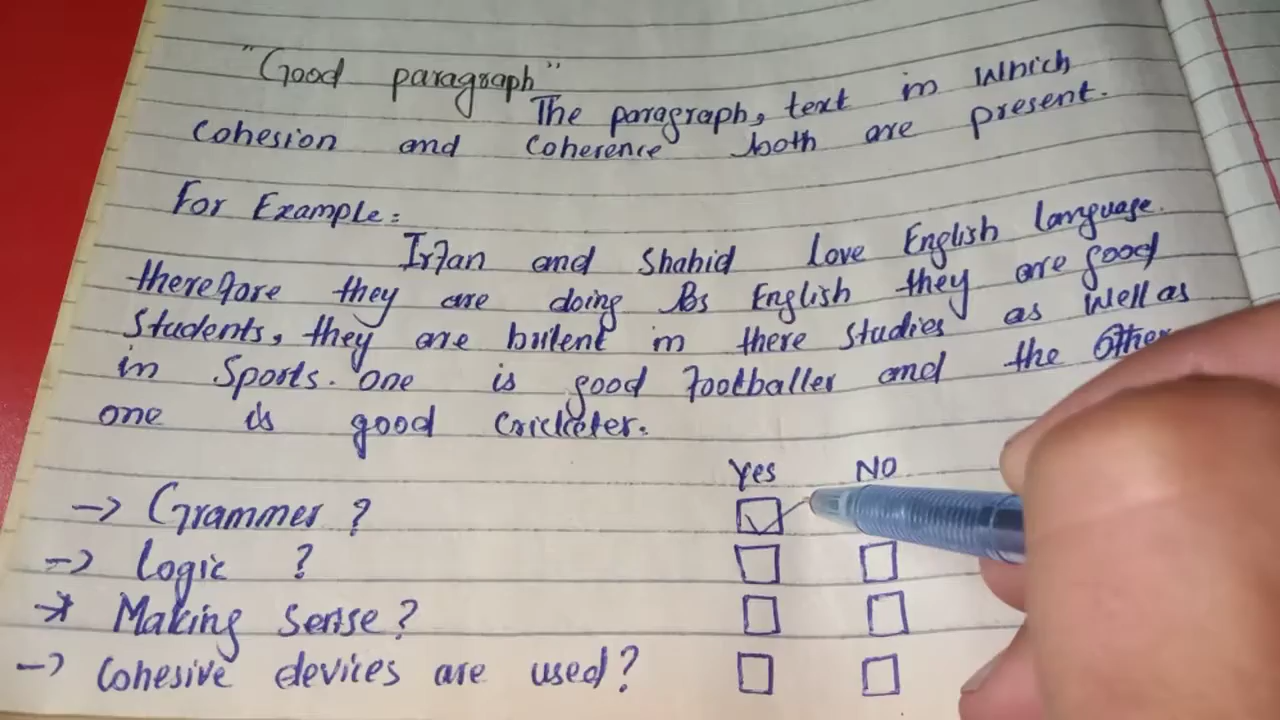 "Good paragraph"
The paragraph, text in which
cohesion and coherence both are present.
For Example:
Irfan and Shahid love English language.
therefore they are doing Bs English they are good
students, they are brilent in there studies as well as
in Sports. one is good footballer and the other
one is good cricketer.
Yes NO
-> Grammer ?
-> Logic ?
-> Making sense?
-> Cohesive devices are used?